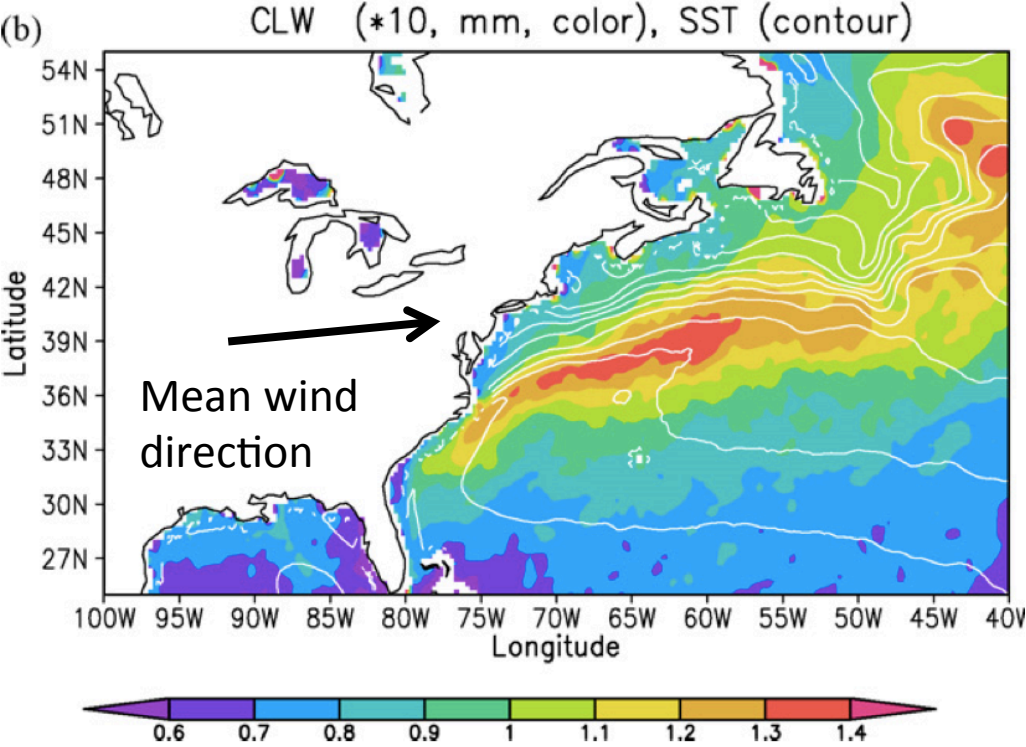 (b) CLW (*10, mm, color), SST (contour)
54N
51N
48N
45N
42N
39N
36N
33N
30N
27N
Latitude
Mean wind
direction
100W 95W 90W 85W 80W 75W 70W 65W 60W 55W 50W 45W 40W
Longitude
0.6 0.7 0.8 0.9 1 1.1 1.2 1.3 1.4